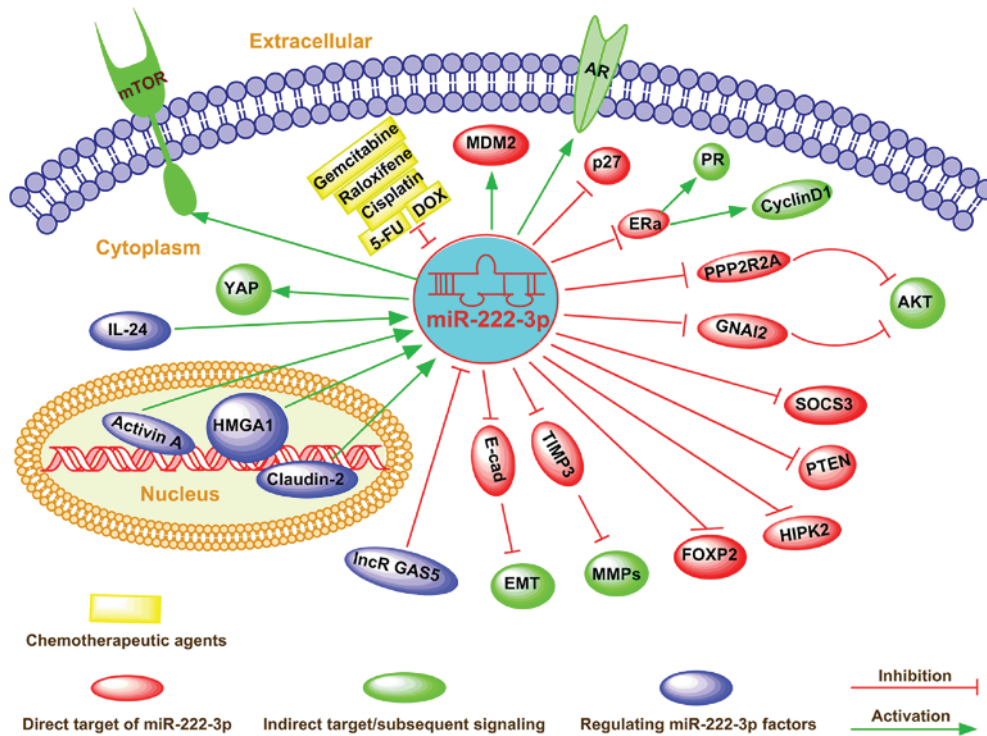 Extracellular
mTOR
AR
Gemcitabine
Raloxifene
Cisplatin
5-FU
DOX
MDM2
p27
PR
ERa
CyclinD1
Cytoplasm
YAP
PPP2R2A
AKT
GNAI2
miR-222-3p
IL-24
Activin A
HMGA1
Claudin-2
Nucleus
SOCS3
PTEN
HIPK2
FOXP2
E-cad
TIMP3
lncR GAS5
EMT
MMPs
Chemotherapeutic agents
Inhibition
Direct target of miR-222-3p
Indirect target/subsequent signaling
Regulating miR-222-3p factors
Activation